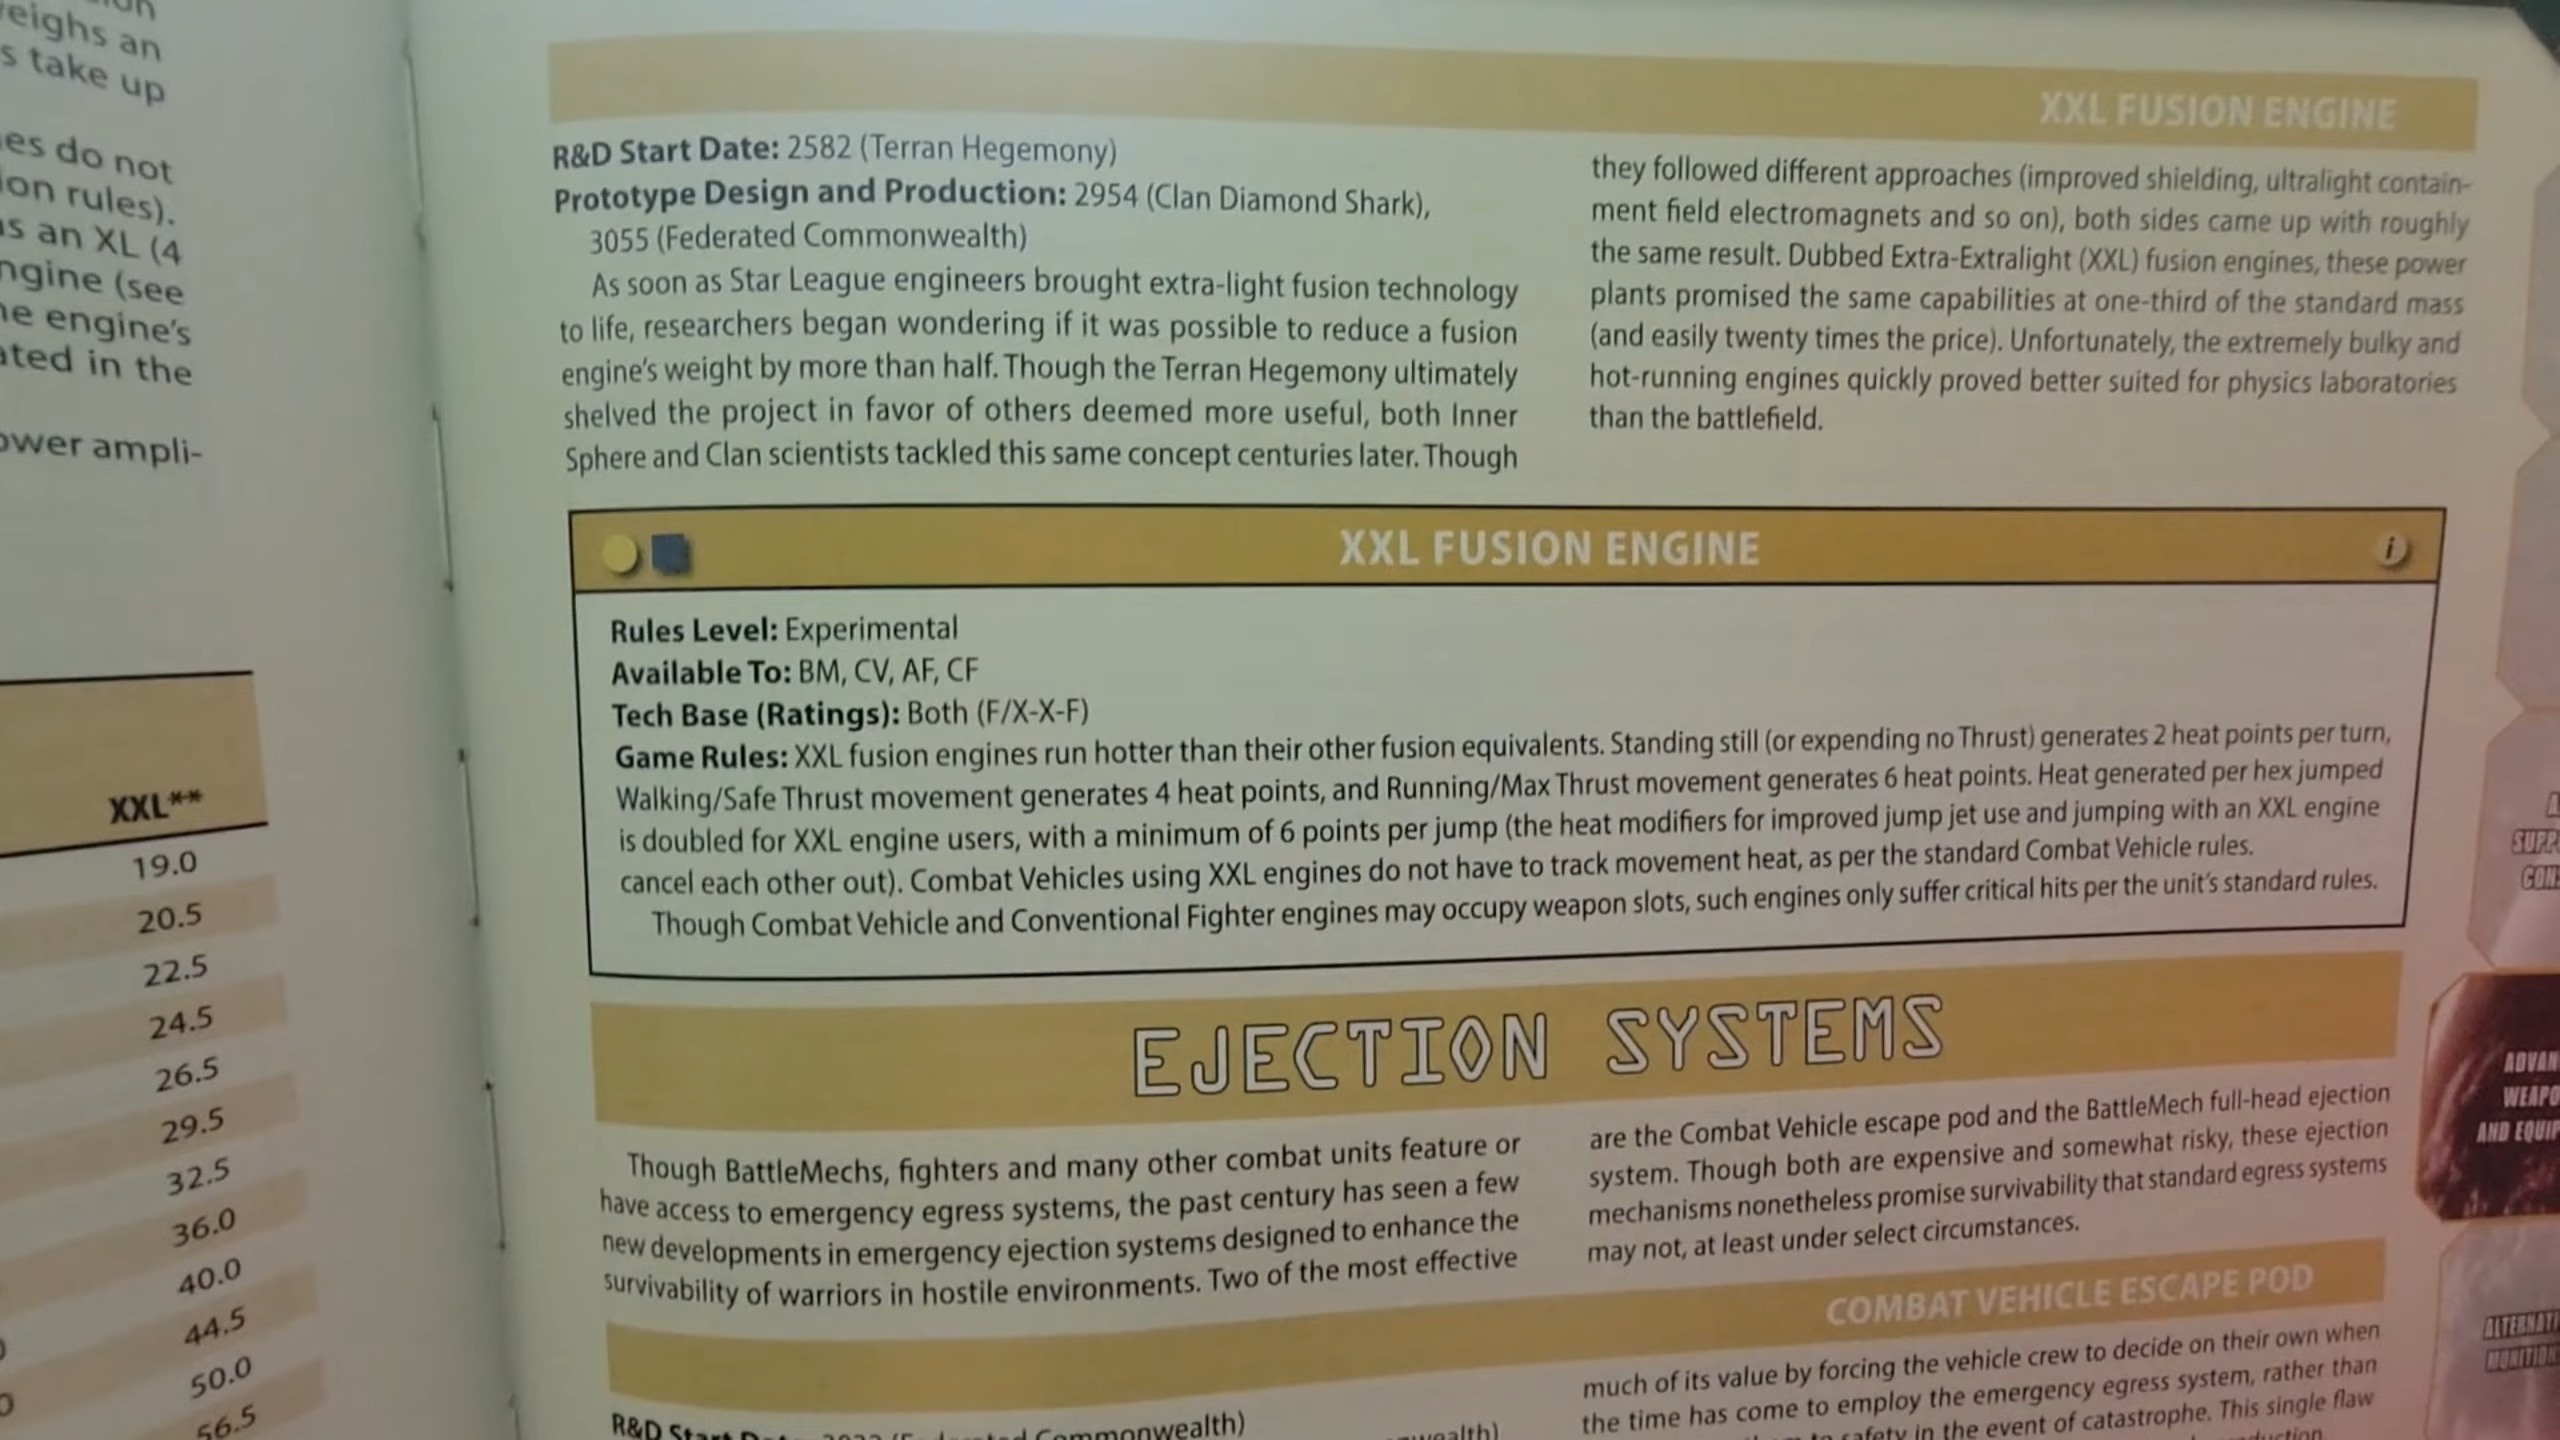 eighs an
s take up
es do not
ion rules).
s an XL (4
ngine (see
e engine's
ated in the
ower ampli-
XXL**
19.0
20.5
22.5
24.5
26.5
29.5
32.5
36.0
40.0
44.5
50.0
56.5
XXL FUSION ENGINE
R&D Start Date: 2582 (Terran Hegemony)
Prototype Design and Production: 2954 (Clan Diamond Shark),
3055 (Federated Commonwealth)
As soon as Star League engineers brought extra-light fusion technology
to life, researchers began wondering if it was possible to reduce a fusion
engine's weight by more than half. Though the Terran Hegemony ultimately
shelved the project in favor of others deemed more useful, both Inner
Sphere and Clan scientists tackled this same concept centuries later. Though
they followed different approaches (improved shielding, ultralight contain-
ment field electromagnets and so on), both sides came up with roughly
the same result. Dubbed Extra-Extralight (XXL) fusion engines, these power
plants promised the same capabilities at one-third of the standard mass
(and easily twenty times the price). Unfortunately, the extremely bulky and
hot-running engines quickly proved better suited for physics laboratories
than the battlefield.
XXL FUSION ENGINE
i
Rules Level: Experimental
Available To: BM, CV, AF, CF
Tech Base (Ratings): Both (F/X-X-F)
Game Rules: XXL fusion engines run hotter than their other fusion equivalents. Standing still (or expending no Thrust) generates 2 heat points per turn,
Walking/Safe Thrust movement generates 4 heat points, and Running/Max Thrust movement generates 6 heat points. Heat generated per hex jumped
is doubled for XXL engine users, with a minimum of 6 points per jump (the heat modifiers for improved jump jet use and jumping with an XXL engine
cancel each other out). Combat Vehicles using XXL engines do not have to track movement heat, as per the standard Combat Vehicle rules.
Though Combat Vehicle and Conventional Fighter engines may occupy weapon slots, such engines only suffer critical hits per the unit's standard rules.
EJECTION SYSTEMS
Though BattleMechs, fighters and many other combat units feature or
have access to emergency egress systems, the past century has seen a few
new developments in emergency ejection systems designed to enhance the
survivability of warriors in hostile environments. Two of the most effective
are the Combat Vehicle escape pod and the BattleMech full-head ejection
system. Though both are expensive and somewhat risky, these ejection
mechanisms nonetheless promise survivability that standard egress systems
may not, at least under select circumstances.
COMBAT VEHICLE ESCAPE POD
R&D Start
Commonwealth)
much of its value by forcing the vehicle crew to decide on their own when
the time has come to employ the emergency egress system, rather than
safety in the event of catastrophe. This single flaw
SUPP
CONS
ADVAN
WEAPO
AND EQUIP